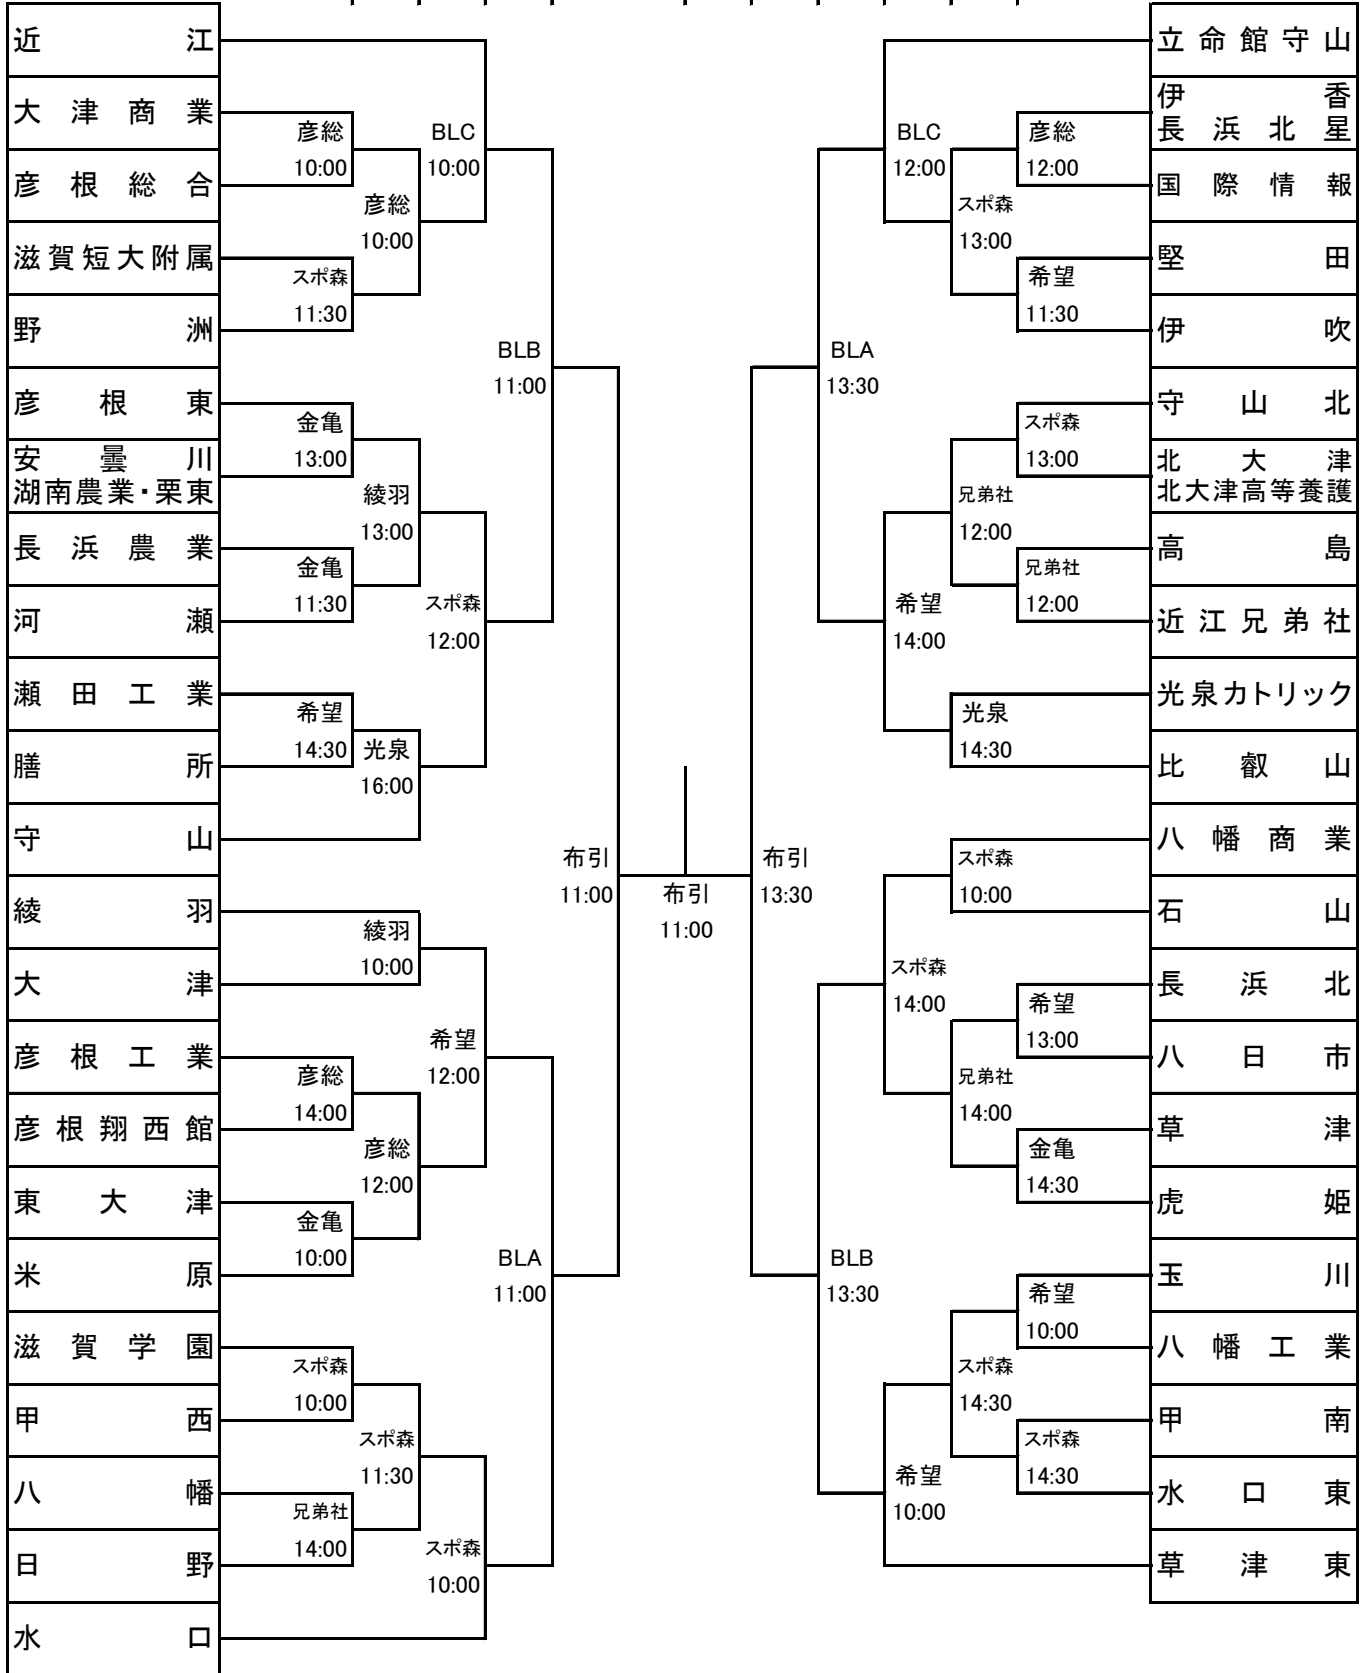 近江
大津商業
彦根総合
滋賀短大附属
野洲
彦根東
安曇川
湖南農業・栗東
長浜農業
河瀬
瀬田工業
膳所
守山
綾羽
大津
彦根工業
彦根翔西館
東大津
米原
滋賀学園
甲西
八幡
日野
水口
彦総
10:00
スポ森
11:30
金亀
13:00
金亀
11:30
希望
14:30
彦総
14:00
金亀
10:00
スポ森
10:00
兄弟社
14:00
彦総
10:00
綾羽
13:00
光泉
16:00
綾羽
10:00
彦総
12:00
スポ森
11:30
BLC
10:00
スポ森
12:00
希望
12:00
スポ森
10:00
BLB
11:00
BLA
11:00
布引
11:00
布引
11:00
布引
13:30
BLA
13:30
BLB
13:30
BLC
12:00
希望
14:00
スポ森
14:00
希望
10:00
スポ森
13:00
兄弟社
12:00
光泉
14:30
スポ森
10:00
兄弟社
14:00
スポ森
14:30
彦総
12:00
希望
11:30
スポ森
13:00
兄弟社
12:00
希望
13:00
金亀
14:30
希望
10:00
スポ森
14:30
立命館守山
伊香
長浜北星
国際情報
堅田
伊吹
守山北
北大津
北大津高等養護
高島
近江兄弟社
光泉カトリック
比叡山
八幡商業
石山
長浜北
八日市
草津
虎姫
玉川
八幡工業
甲南
水口東
草津東